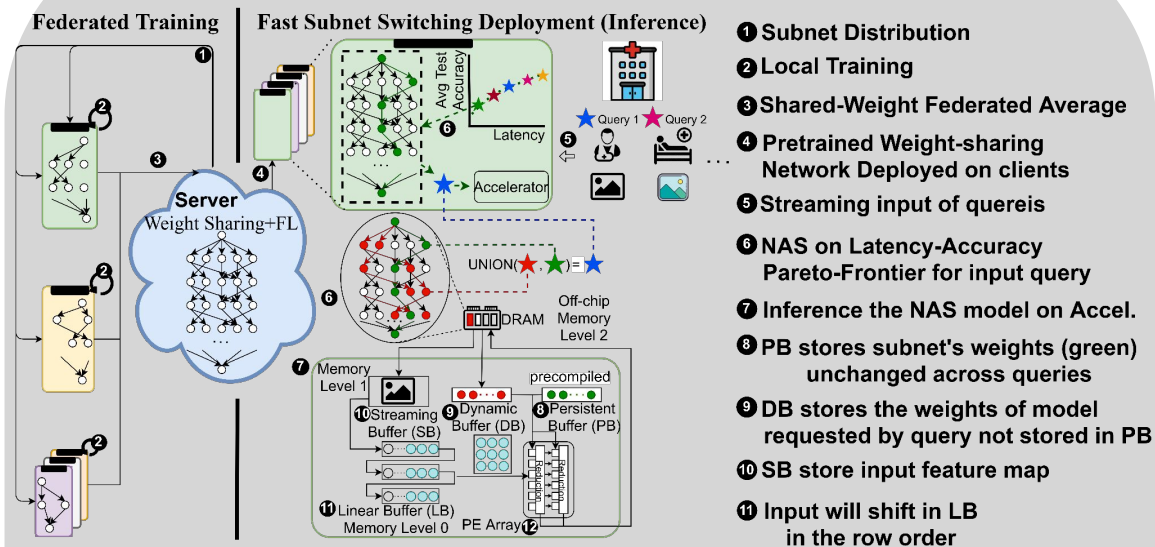 Federated Training
Fast Subnet Switching Deployment (Inference)
1
2
3
Server
Weight Sharing+FL
...
2
2
4
Avg Test
Accuracy
Latency
6
...
Accelerator
5
Query 1
Query 2
...
UNION( , ) =
6
...
DRAM
Off-chip
Memory
Level 2
7
Memory
Level 1
10 Streaming
Buffer (SB)
9 Dynamic
Buffer (DB)
precompiled
8 Persistent
Buffer (PB)
11 Linear Buffer (LB)
Memory Level 0
Reduction
Reduction
PE Array
12
1 Subnet Distribution
2 Local Training
3 Shared-Weight Federated Average
4 Pretrained Weight-sharing
Network Deployed on clients
5 Streaming input of quereis
6 NAS on Latency-Accuracy
Pareto-Frontier for input query
7 Inference the NAS model on Accel.
8 PB stores subnet's weights (green)
unchanged across queries
9 DB stores the weights of model
requested by query not stored in PB
10 SB store input feature map
11 Input will shift in LB
in the row order